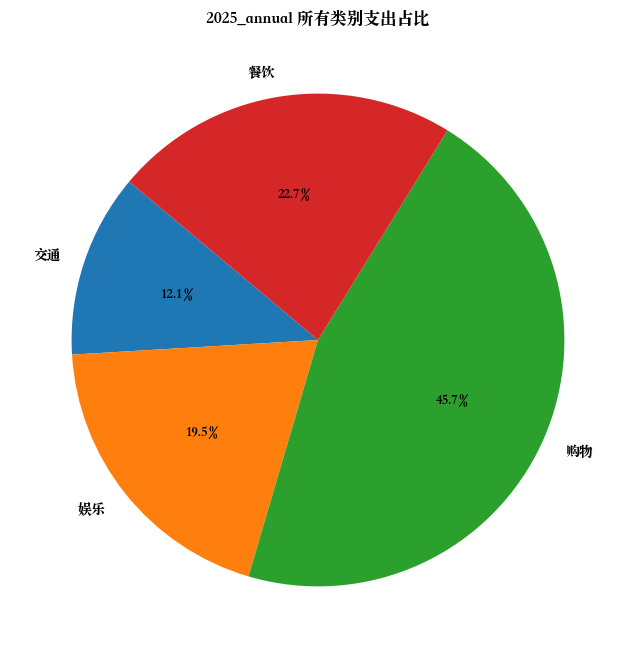 2025_annual 所有类别支出占比
餐饮
22.7%
交通
12.1%
45.7%
19.5%
购物
娱乐